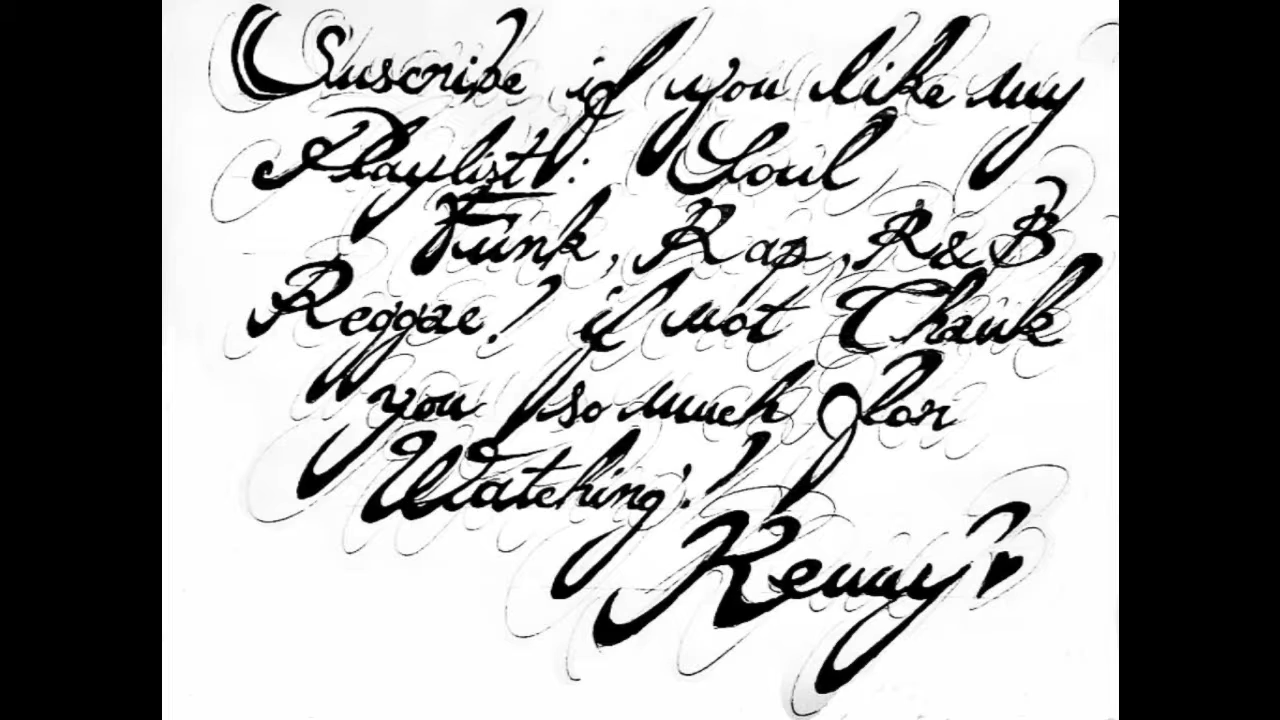 Suscribe if you like my
Playlist : Soul
Funk, Rap, R&B
Reggae! if not Thank
you so much for
Watching!
Kenny